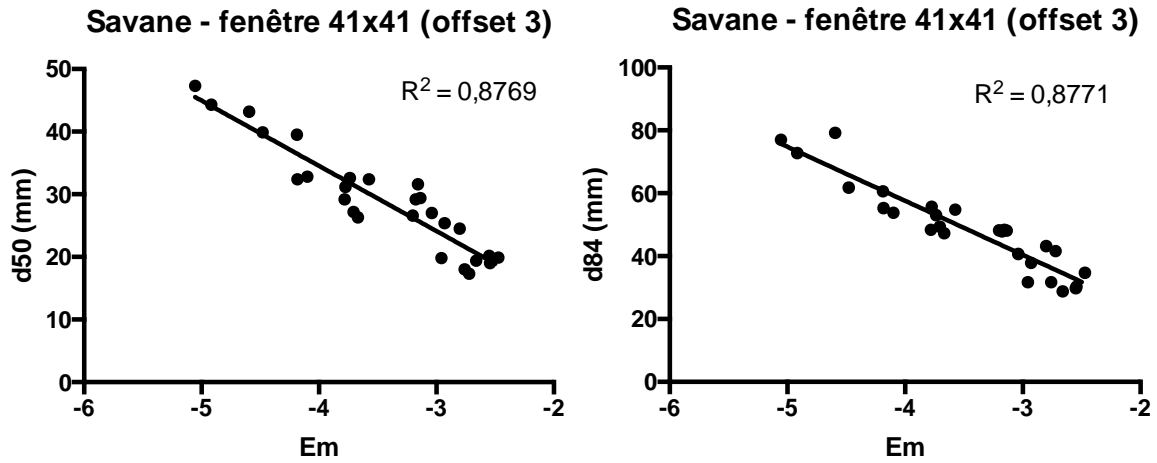 Savane - fenêtre 41x41 (offset 3)
R2 = 0,8769
d50 (mm)
50
40
30
20
10
0
-6
-5
-4
-3
-2
Em
Savane - fenêtre 41x41 (offset 3)
R2 = 0,8771
d84 (mm)
100
80
60
40
20
0
-6
-5
-4
-3
-2
Em